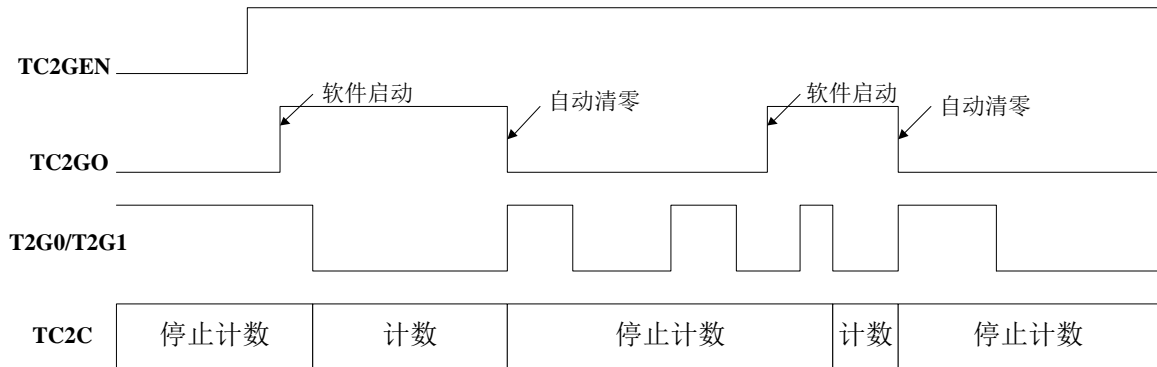 TC2GEN
软件启动
自动清零
软件启动
自动清零
TC2GO
T2G0/T2G1
TC2C
停止计数
计数
停止计数
计数
停止计数